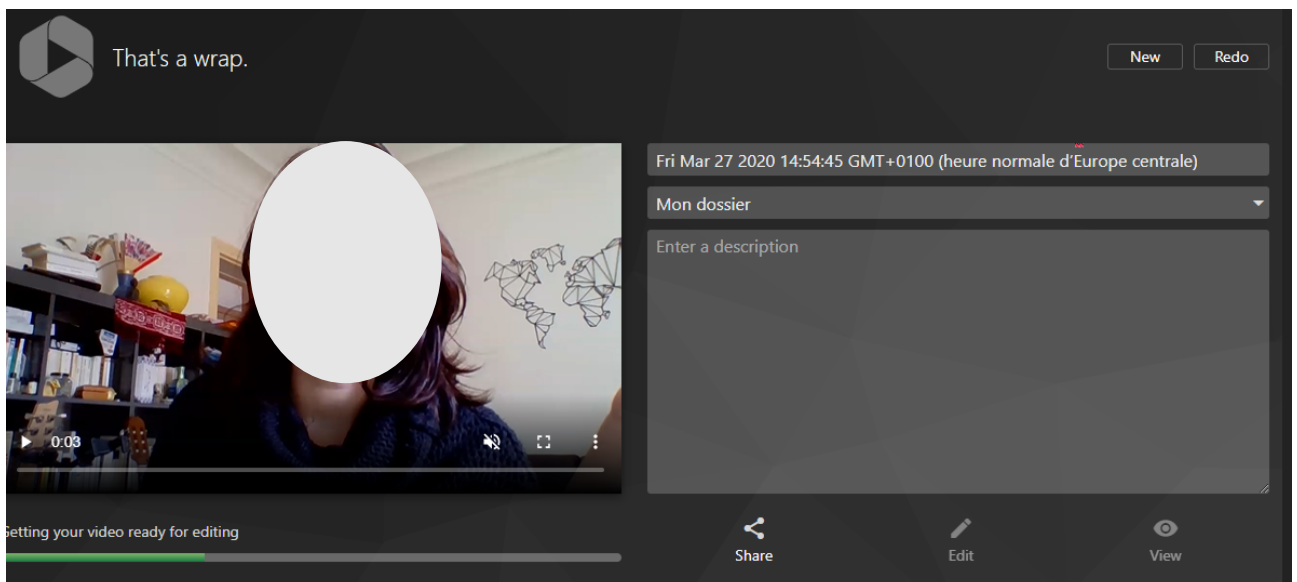 That's a wrap.
New
Redo
Fri Mar 27 2020 14:54:45 GMT+0100 (heure normale d'Europe centrale)
Mon dossier
Enter a description
0:03
Setting your video ready for editing
Share
Edit
View